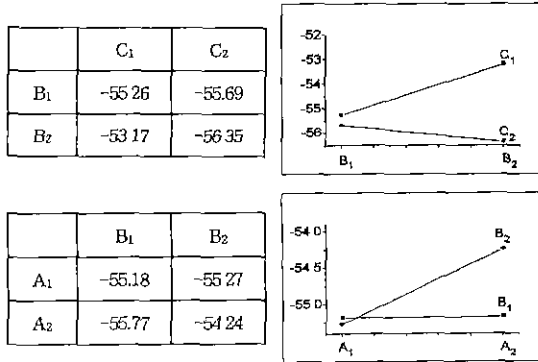 C₁ C₂
B₁ -55 26 -55.69
B₂ -53 17 -56 35
-52
-53
-54
-55
-56
C₁
C₂
B₁ B₂
B₁ B₂
A₁ -55.18 -55 27
A₂ -55.77 -54 24
-54 0
-54 5
-55 0
B₂
B₁
A₁ A₂